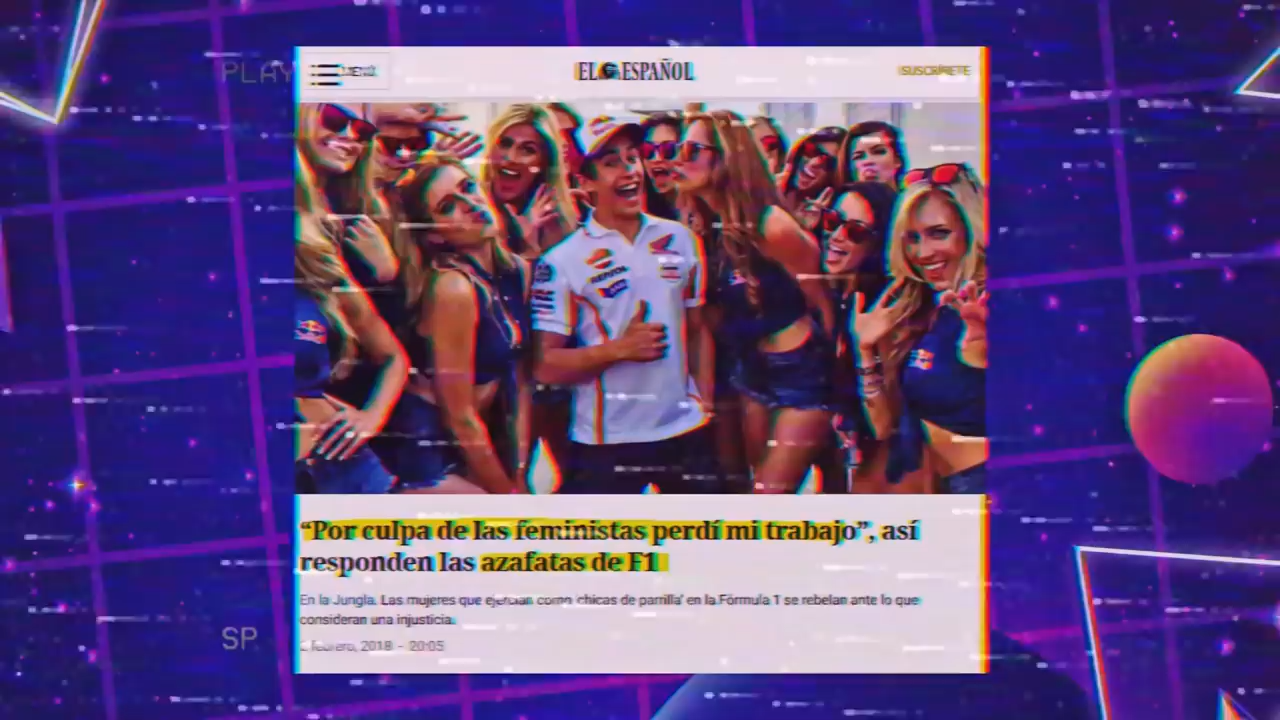 PLAY
MENÚ
EL ESPAÑOL
SUSCRÍBETE
REPSOL
“Por culpa de las feministas perdí mi trabajo”, así
responden las azafatas de F1
En la Jungla. Las mujeres que ejercían como 'chicas de parrilla' en la Fórmula 1 se rebelan ante lo que
consideran una injusticia.
febrero, 2018 - 20:05
SP